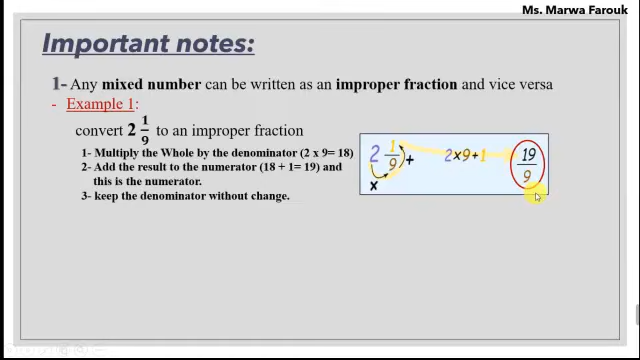 Ms. Marwa Farouk
Important notes:
1- Any mixed number can be written as an improper fraction and vice versa
- Example 1:
convert 2 1/9 to an improper fraction
1- Multiply the Whole by the denominator (2 x 9= 18)
2- Add the result to the numerator (18 + 1= 19) and
this is the numerator.
3- keep the denominator without change.
2 1/9 + x
2×9+1
19/9